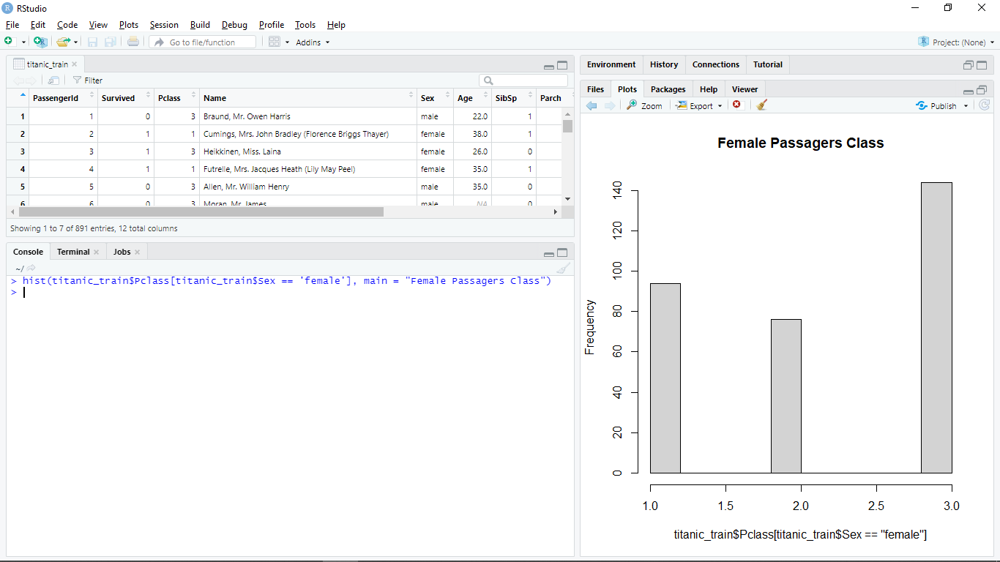 RStudio
File Edit Code View Plots Session Build Debug Profile Tools Help
Go to file/function Addins Project: (None)
titanic_train
Filter
PassengerId Survived Pclass Name Sex Age SibSp Parch
1 1 0 3 Braund, Mr. Owen Harris male 22.0 1
2 2 1 1 Cumings, Mrs. John Bradley (Florence Briggs Thayer) female 38.0 1
3 3 1 3 Heikkinen, Miss. Laina female 26.0 0
4 4 1 1 Futrelle, Mrs. Jacques Heath (Lily May Peel) female 35.0 1
5 5 0 3 Allen, Mr. William Henry male 35.0 0
6 6 0 3 Moran, Mr. James male NA 0
Showing 1 to 7 of 891 entries, 12 total columns
Console Terminal Jobs
~/
> hist(titanic_train$Pclass[titanic_train$Sex == 'female'], main = "Female Passagers Class")
>
Environment History Connections Tutorial
Files Plots Packages Help Viewer
Zoom Export Publish
Female Passagers Class
Frequency
140
120
100
80
60
40
20
0
1.0 1.5 2.0 2.5 3.0
titanic_train$Pclass[titanic_train$Sex == "female"]